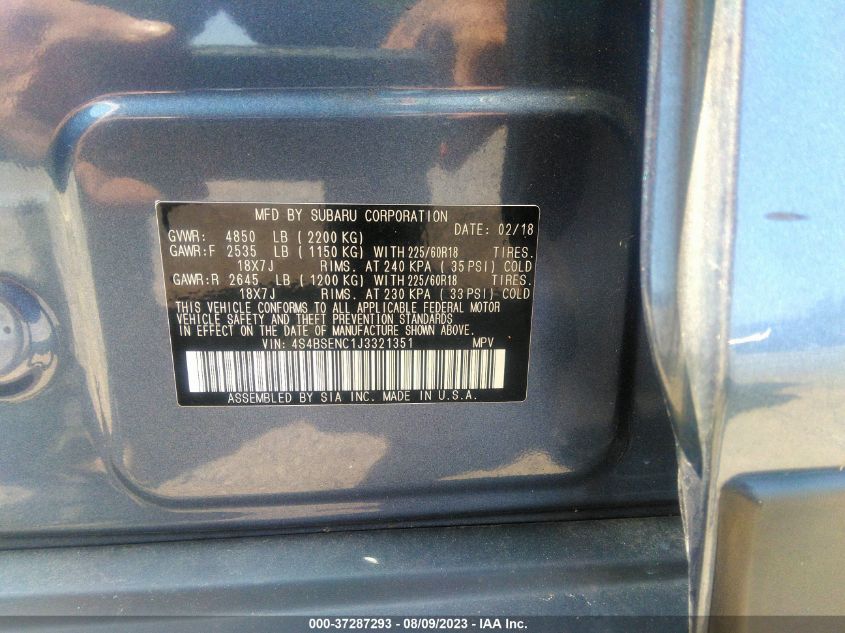 MFD BY SUBARU CORPORATION
DATE: 02/18
GVWR: 4850 LB ( 2200 KG)
GAWR:F 2535 LB ( 1150 KG) WITH 225/60R18 TIRES.
18X7J RIMS. AT 240 KPA ( 35 PSI) COLD
GAWR:R 2645 LB ( 1200 KG) WITH 225/60R18 TIRES.
18X7J RIMS. AT 230 KPA ( 33 PSI) COLD
THIS VEHICLE CONFORMS TO ALL APPLICABLE FEDERAL MOTOR
VEHICLE SAFETY AND THEFT PREVENTION STANDARDS
IN EFFECT ON THE DATE OF MANUFACTURE SHOWN ABOVE.
VIN: 4S4BSENC1J3321351 MPV
ASSEMBLED BY SIA INC. MADE IN U.S.A.
000-37287293 - 08/09/2023 - IAA Inc.